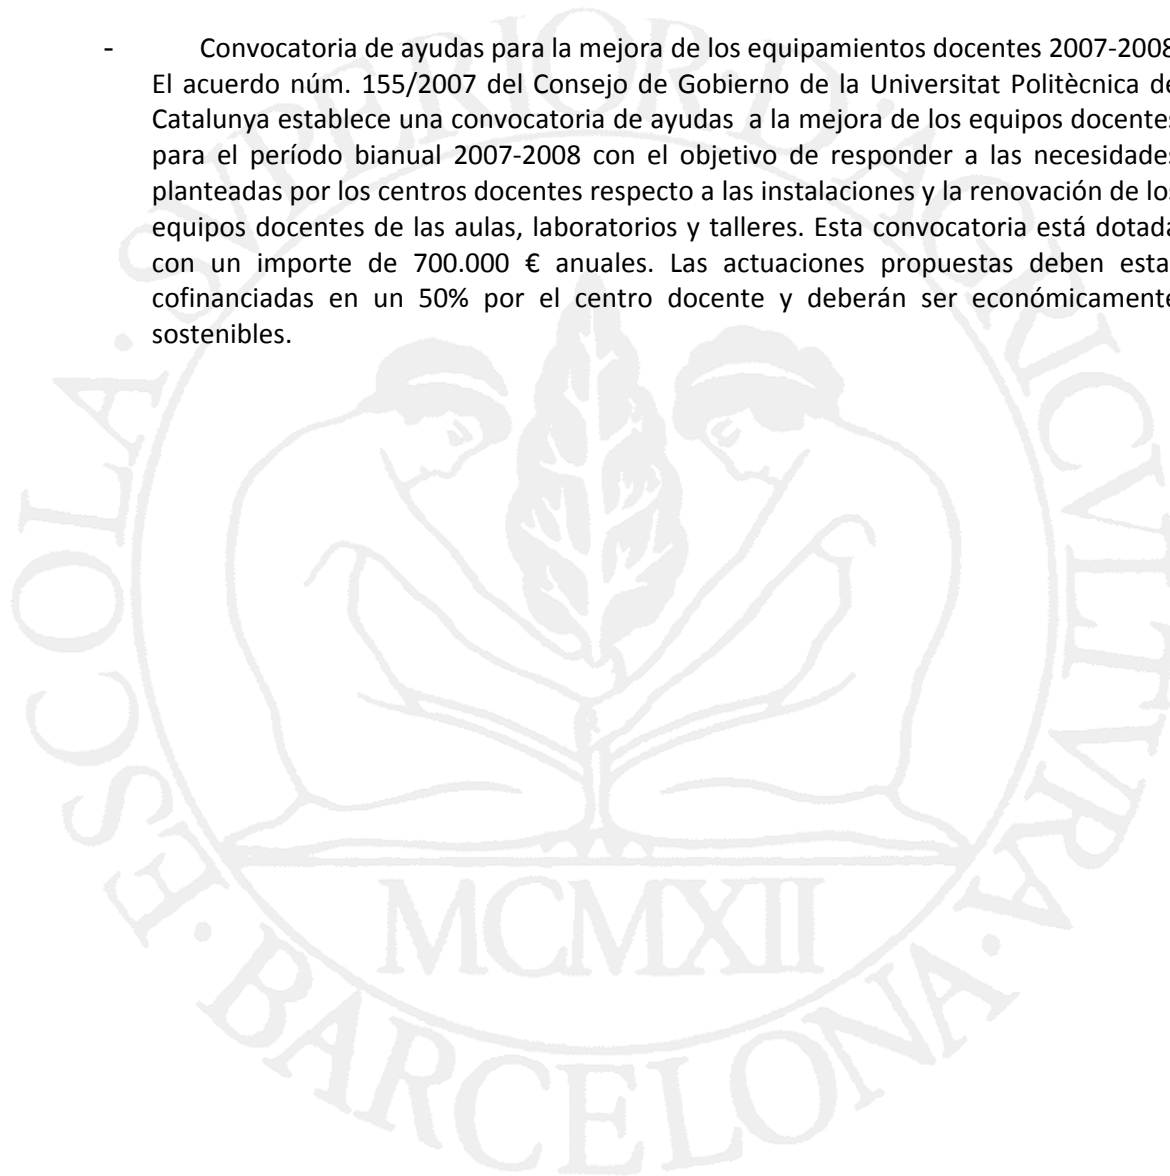 - Convocatoria de ayudas para la mejora de los equipamientos docentes 2007-2008
El acuerdo núm. 155/2007 del Consejo de Gobierno de la Universitat Politècnica de
Catalunya establece una convocatoria de ayudas a la mejora de los equipos docentes
para el período bianual 2007-2008 con el objetivo de responder a las necesidades
planteadas por los centros docentes respecto a las instalaciones y la renovación de los
equipos docentes de las aulas, laboratorios y talleres. Esta convocatoria está dotada
con un importe de 700.000 € anuales. Las actuaciones propuestas deben esta
cofinanciadas en un 50% por el centro docente y deberán ser económicamente
sostenibles.
ESCOLA · SVPERIOR · D'AGRICVLTVRA ·
MCMXII
· BARCELONA ·